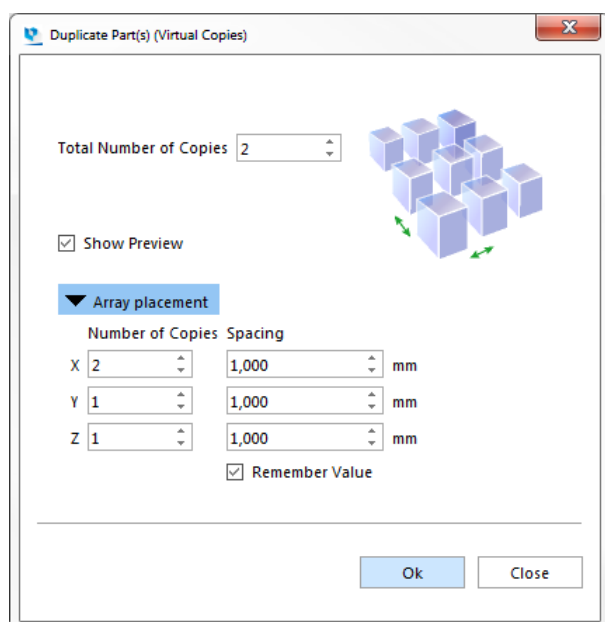 Duplicate Part(s) (Virtual Copies)
Total Number of Copies 2
Show Preview
Array placement
Number of Copies Spacing
X 2 1,000 mm
Y 1 1,000 mm
Z 1 1,000 mm
Remember Value
Ok Close